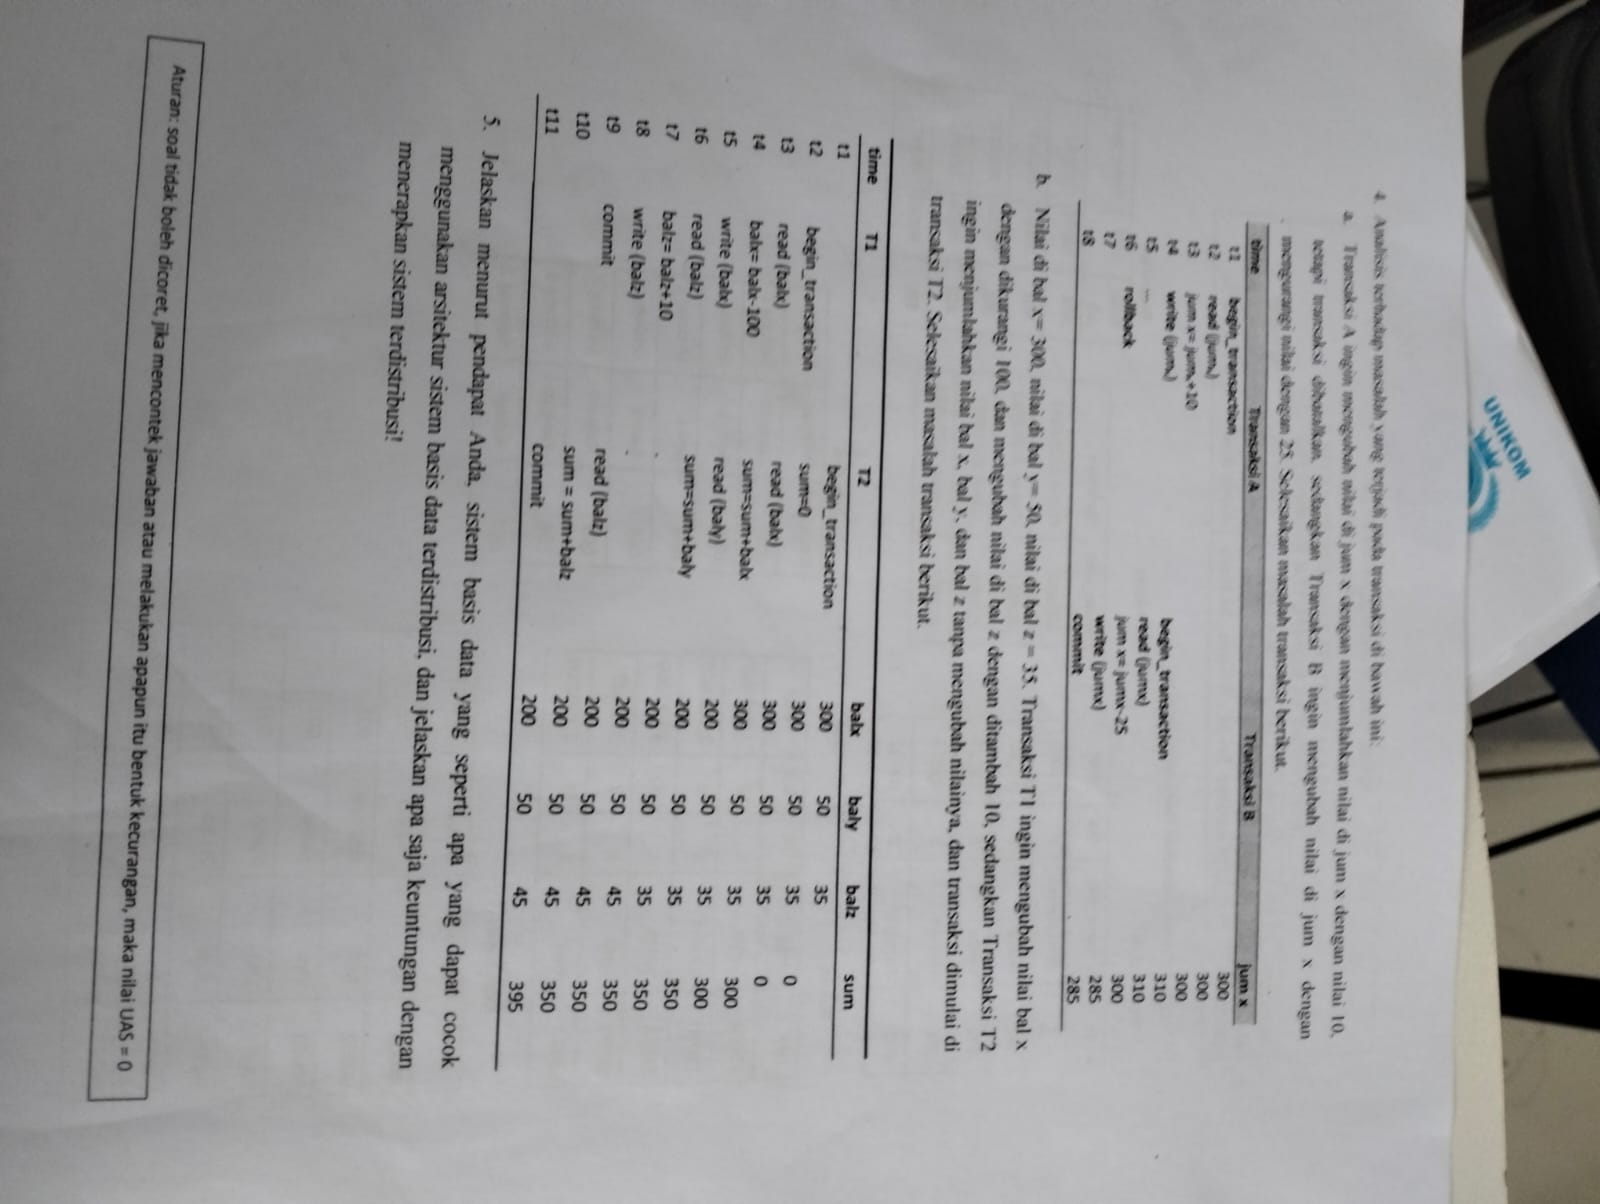 UNIKOM
4. Analisis terhadap masalah yang terjadi pada transaksi di bawah ini:
a. Transaksi A ingin mengubah nilai di jum x dengan menjumlahkan nilai di jum x dengan nilai 10,
tetapi transaksi dibatalkan, sedangkan Transaksi B ingin mengubah nilai di jum x dengan
mengurangi nilai dengan 25. Selesaikan masalah transaksi berikut.
time Transaksi A Transaksi B jum x
t1 begin_transaction 300
t2 read (jumₓ) 300
t3 jum x= jumₓ+10 300
t4 write (jumₓ) begin_transaction 310
t5 ... read (jumx) 310
t6 rollback jum x= jumx-25 300
t7 write (jumx) 285
t8 commit 285
b. Nilai di bal x= 300, nilai di bal y= 50, nilai di bal z = 35. Transaksi T1 ingin mengubah nilai bal x
dengan dikurangi 100, dan mengubah nilai di bal z dengan ditambah 10, sedangkan Transaksi T2
ingin menjumlahkan nilai bal x, bal y, dan bal z tanpa mengubah nilainya, dan transaksi dimulai di
transaksi T2. Selesaikan masalah transaksi berikut.
time T1 T2 balx baly balz sum
t1 begin_transaction 300 50 35
t2 begin_transaction sum=0 300 50 35 0
t3 read (balx) read (balx) 300 50 35 0
t4 balx= balx-100 sum=sum+balx 300 50 35 300
t5 write (balx) read (baly) 200 50 35 300
t6 read (balz) sum=sum+baly 200 50 35 350
t7 balz= balz+10 . 200 50 35 350
t8 write (balz) . 200 50 45 350
t9 commit read (balz) 200 50 45 350
t10 sum = sum+balz 200 50 45 350
t11 commit 200 50 45 395
5. Jelaskan menurut pendapat Anda, sistem basis data yang seperti apa yang dapat cocok
menggunakan arsitektur sistem basis data terdistribusi, dan jelaskan apa saja keuntungan dengan
menerapkan sistem terdistribusi!
Aturan: soal tidak boleh dicoret, jika mencontek jawaban atau melakukan apapun itu bentuk kecurangan, maka nilai UAS = 0